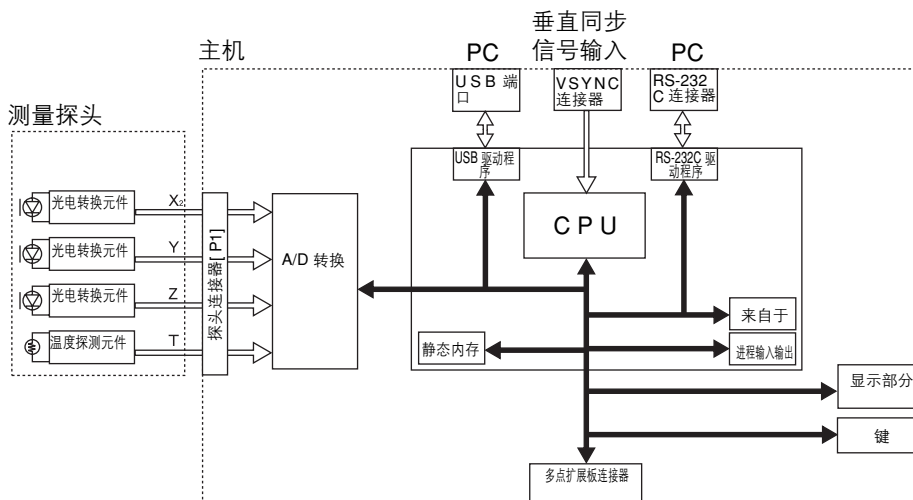 主机
PC
垂直同步
信号输入
PC
USB 端
口
VSYNC
连接器
RS-232
C 连接器
测量探头
USB 驱动程
序
RS-232C 驱
动程序
光电转换元件
X₂
光电转换元件
Y
光电转换元件
Z
温度探测元件
T
探头连接器[ P1]
A/D 转换
CPU
来自于
静态内存
进程输入输出
显示部分
键
多点扩展板连接器